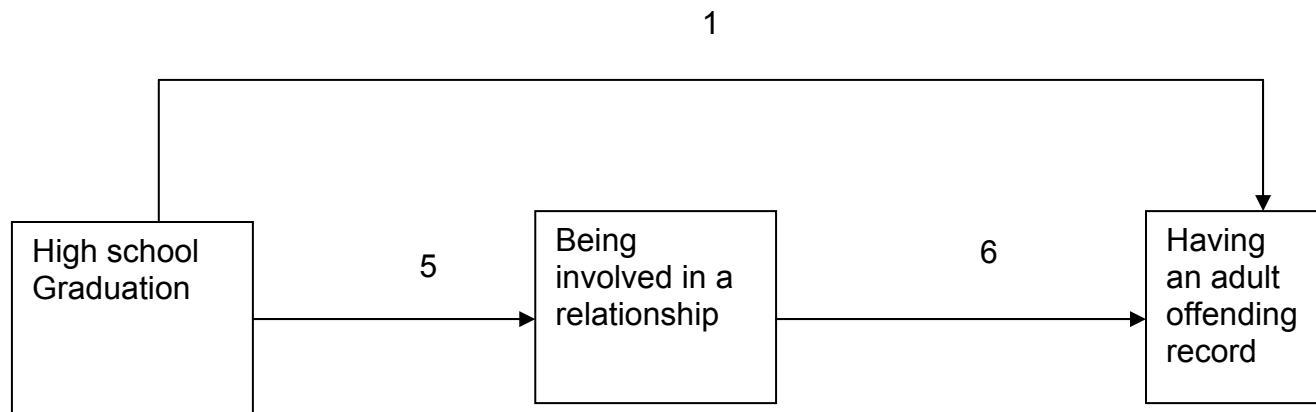 1
High school
Graduation
5
Being
involved in a
relationship
6
Having
an adult
offending
record